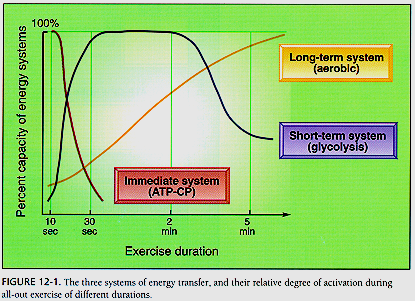 100%
Percent capacity of energy systems
Long-term system
(aerobic)
Short-term system
(glycolysis)
Immediate system
(ATP-CP)
10
sec
30
sec
2
min
5
min
Exercise duration
FIGURE 12-1. The three systems of energy transfer, and their relative degree of activation during
all-out exercise of different durations.